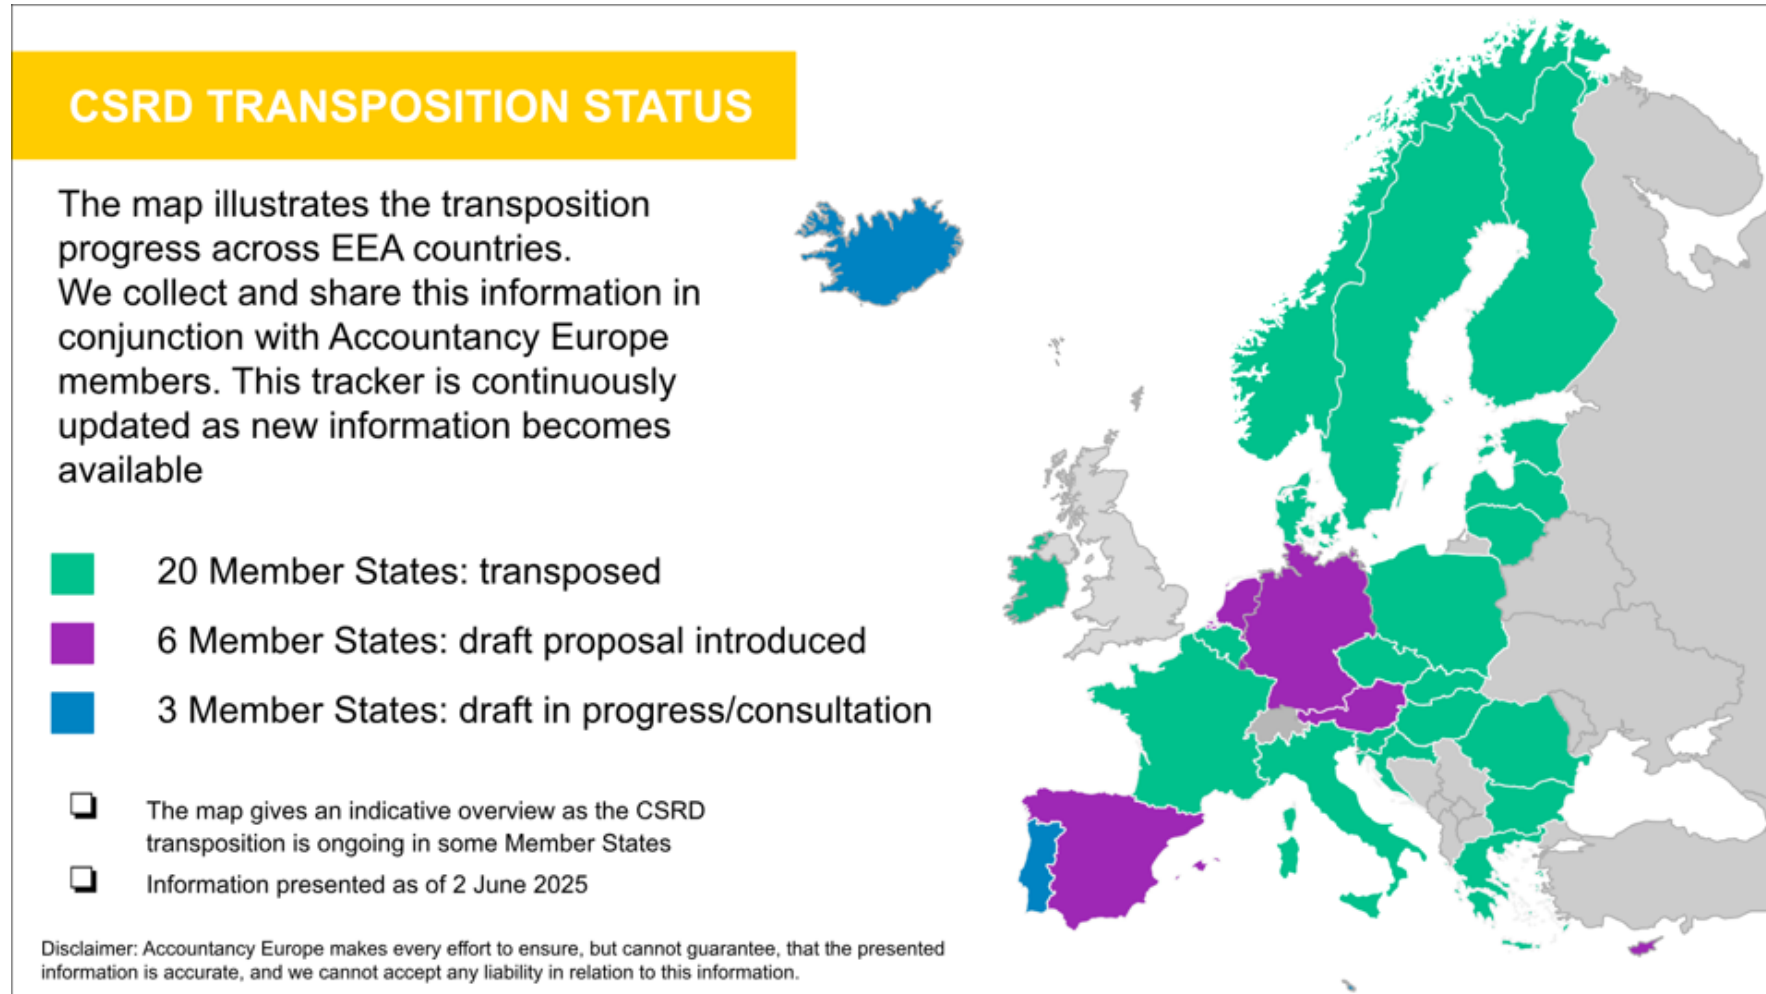 CSRD TRANSPOSITION STATUS
The map illustrates the transposition
progress across EEA countries.
We collect and share this information in
conjunction with Accountancy Europe
members. This tracker is continuously
updated as new information becomes
available
20 Member States: transposed
6 Member States: draft proposal introduced
3 Member States: draft in progress/consultation
The map gives an indicative overview as the CSRD
transposition is ongoing in some Member States
Information presented as of 2 June 2025
Disclaimer: Accountancy Europe makes every effort to ensure, but cannot guarantee, that the presented
information is accurate, and we cannot accept any liability in relation to this information.